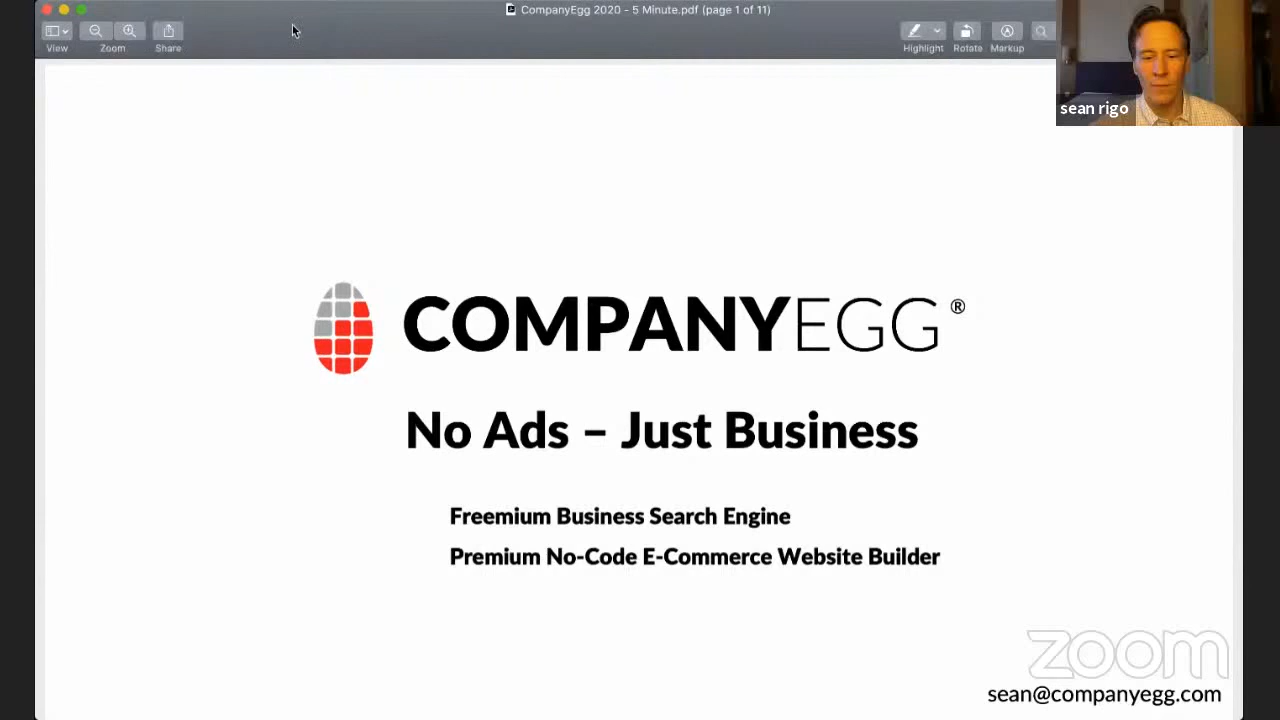 CompanyEgg 2020 - 5 Minute.pdf (page 1 of 11)
View
Zoom
Share
Highlight
Rotate
Markup
sean rigo
COMPANYEGG®
No Ads – Just Business
Freemium Business Search Engine
Premium No-Code E-Commerce Website Builder
zoom
sean@companyegg.com